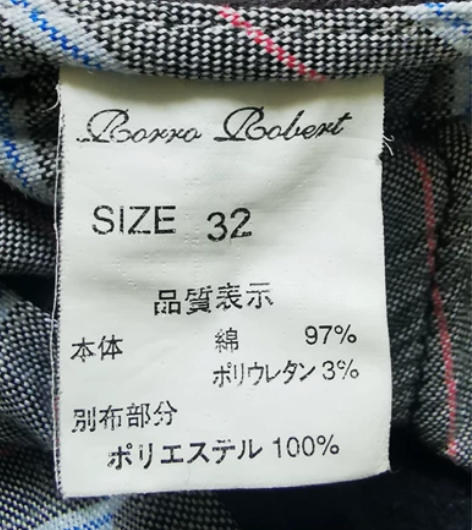 Rorro Robert
SIZE 32
品質表示
本体 綿 97%
ポリウレタン 3%
別布部分
ポリエステル 100%